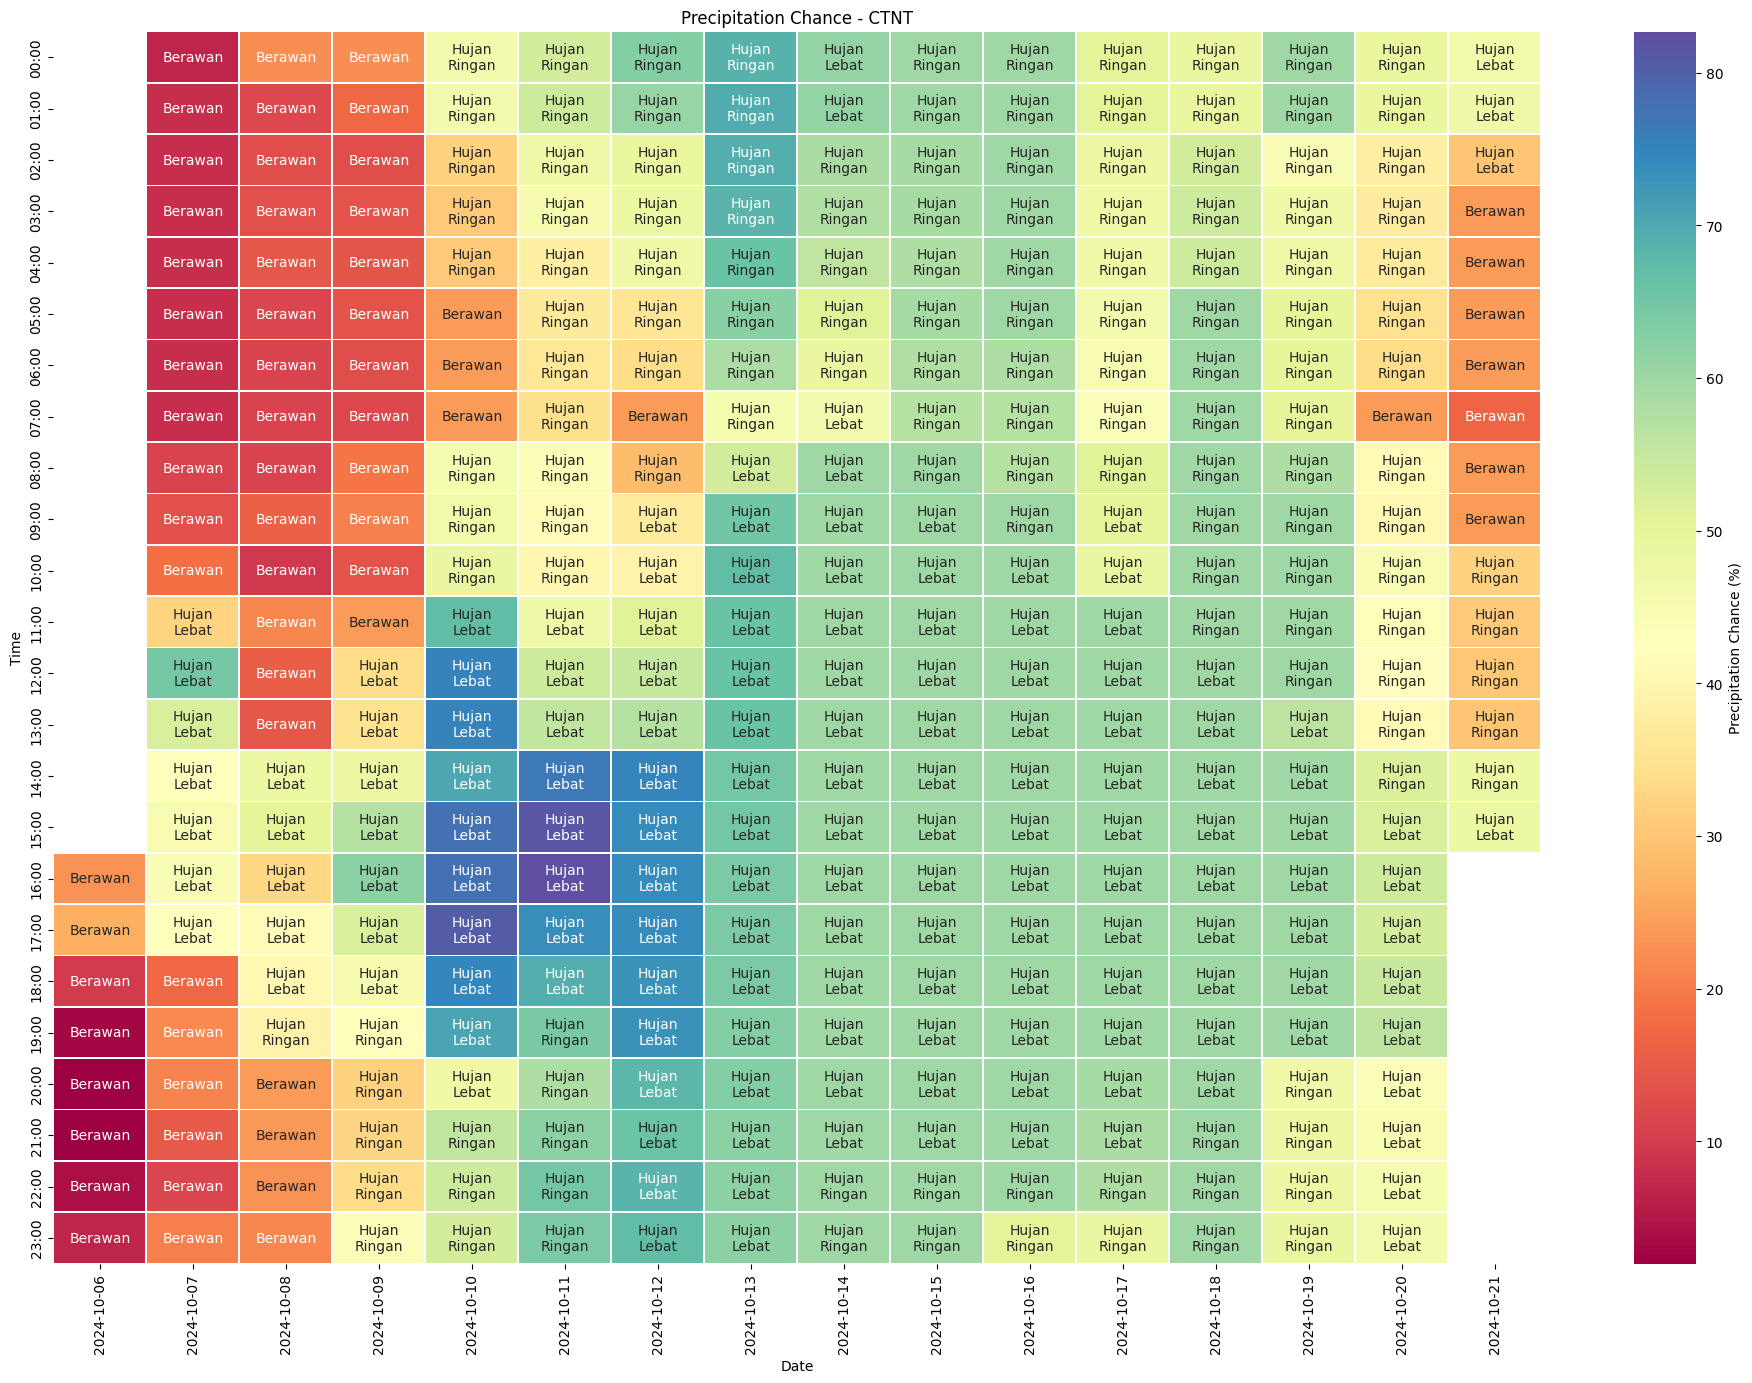 Precipitation Chance - CTNT
00:00 Berawan Berawan Berawan Hujan Ringan Hujan Ringan Hujan Ringan Hujan Ringan Hujan Lebat Hujan Ringan Hujan Ringan Hujan Ringan Hujan Ringan Hujan Ringan Hujan Ringan Hujan Lebat
01:00 Berawan Berawan Berawan Hujan Ringan Hujan Ringan Hujan Ringan Hujan Ringan Hujan Lebat Hujan Ringan Hujan Ringan Hujan Ringan Hujan Ringan Hujan Ringan Hujan Ringan Hujan Lebat
02:00 Berawan Berawan Berawan Hujan Ringan Hujan Ringan Hujan Ringan Hujan Ringan Hujan Ringan Hujan Ringan Hujan Ringan Hujan Ringan Hujan Ringan Hujan Ringan Hujan Ringan Hujan Lebat
03:00 Berawan Berawan Berawan Hujan Ringan Hujan Ringan Hujan Ringan Hujan Ringan Hujan Ringan Hujan Ringan Hujan Ringan Hujan Ringan Hujan Ringan Hujan Ringan Hujan Ringan Berawan
04:00 Berawan Berawan Berawan Hujan Ringan Hujan Ringan Hujan Ringan Hujan Ringan Hujan Ringan Hujan Ringan Hujan Ringan Hujan Ringan Hujan Ringan Hujan Ringan Hujan Ringan Berawan
05:00 Berawan Berawan Berawan Berawan Hujan Ringan Hujan Ringan Hujan Ringan Hujan Ringan Hujan Ringan Hujan Ringan Hujan Ringan Hujan Ringan Hujan Ringan Hujan Ringan Berawan
06:00 Berawan Berawan Berawan Berawan Hujan Ringan Hujan Ringan Hujan Ringan Hujan Ringan Hujan Ringan Hujan Ringan Hujan Ringan Hujan Ringan Hujan Ringan Hujan Ringan Berawan
07:00 Berawan Berawan Berawan Berawan Hujan Ringan Berawan Hujan Ringan Hujan Lebat Hujan Ringan Hujan Ringan Hujan Ringan Hujan Ringan Hujan Ringan Berawan Berawan
08:00 Berawan Berawan Berawan Hujan Ringan Hujan Ringan Hujan Ringan Hujan Lebat Hujan Lebat Hujan Ringan Hujan Ringan Hujan Ringan Hujan Ringan Hujan Ringan Hujan Ringan Berawan
09:00 Berawan Berawan Berawan Hujan Ringan Hujan Ringan Hujan Lebat Hujan Lebat Hujan Lebat Hujan Lebat Hujan Ringan Hujan Lebat Hujan Ringan Hujan Ringan Hujan Ringan Berawan
10:00 Berawan Berawan Berawan Hujan Ringan Hujan Ringan Hujan Lebat Hujan Lebat Hujan Lebat Hujan Lebat Hujan Lebat Hujan Lebat Hujan Ringan Hujan Ringan Hujan Ringan Hujan Ringan
11:00 Hujan Lebat Berawan Berawan Hujan Lebat Hujan Lebat Hujan Lebat Hujan Lebat Hujan Lebat Hujan Lebat Hujan Lebat Hujan Lebat Hujan Ringan Hujan Ringan Hujan Ringan Hujan Ringan
12:00 Hujan Lebat Berawan Hujan Lebat Hujan Lebat Hujan Lebat Hujan Lebat Hujan Lebat Hujan Lebat Hujan Lebat Hujan Lebat Hujan Lebat Hujan Lebat Hujan Ringan Hujan Ringan Hujan Ringan
13:00 Hujan Lebat Berawan Hujan Lebat Hujan Lebat Hujan Lebat Hujan Lebat Hujan Lebat Hujan Lebat Hujan Lebat Hujan Lebat Hujan Lebat Hujan Lebat Hujan Lebat Hujan Ringan Hujan Ringan
14:00 Hujan Lebat Hujan Lebat Hujan Lebat Hujan Lebat Hujan Lebat Hujan Lebat Hujan Lebat Hujan Lebat Hujan Lebat Hujan Lebat Hujan Lebat Hujan Lebat Hujan Lebat Hujan Ringan Hujan Ringan
15:00 Hujan Lebat Hujan Lebat Hujan Lebat Hujan Lebat Hujan Lebat Hujan Lebat Hujan Lebat Hujan Lebat Hujan Lebat Hujan Lebat Hujan Lebat Hujan Lebat Hujan Lebat Hujan Lebat Hujan Lebat
16:00 Berawan Hujan Lebat Hujan Lebat Hujan Lebat Hujan Lebat Hujan Lebat Hujan Lebat Hujan Lebat Hujan Lebat Hujan Lebat Hujan Lebat Hujan Lebat Hujan Lebat Hujan Lebat Hujan Lebat
17:00 Berawan Hujan Lebat Hujan Lebat Hujan Lebat Hujan Lebat Hujan Lebat Hujan Lebat Hujan Lebat Hujan Lebat Hujan Lebat Hujan Lebat Hujan Lebat Hujan Lebat Hujan Lebat Hujan Lebat
18:00 Berawan Berawan Hujan Lebat Hujan Lebat Hujan Lebat Hujan Lebat Hujan Lebat Hujan Lebat Hujan Lebat Hujan Lebat Hujan Lebat Hujan Lebat Hujan Lebat Hujan Lebat Hujan Lebat
19:00 Berawan Berawan Hujan Ringan Hujan Ringan Hujan Lebat Hujan Ringan Hujan Lebat Hujan Lebat Hujan Lebat Hujan Lebat Hujan Lebat Hujan Lebat Hujan Lebat Hujan Lebat Hujan Lebat
20:00 Berawan Berawan Berawan Hujan Ringan Hujan Lebat Hujan Ringan Hujan Lebat Hujan Lebat Hujan Lebat Hujan Lebat Hujan Lebat Hujan Lebat Hujan Lebat Hujan Ringan Hujan Lebat
21:00 Berawan Berawan Berawan Hujan Ringan Hujan Ringan Hujan Ringan Hujan Lebat Hujan Lebat Hujan Lebat Hujan Lebat Hujan Lebat Hujan Lebat Hujan Ringan Hujan Ringan Hujan Lebat
22:00 Berawan Berawan Berawan Hujan Ringan Hujan Ringan Hujan Ringan Hujan Lebat Hujan Lebat Hujan Ringan Hujan Ringan Hujan Ringan Hujan Ringan Hujan Ringan Hujan Ringan Hujan Lebat
23:00 Berawan Berawan Berawan Hujan Ringan Hujan Ringan Hujan Ringan Hujan Lebat Hujan Lebat Hujan Ringan Hujan Ringan Hujan Ringan Hujan Ringan Hujan Ringan Hujan Ringan Hujan Lebat
Time
2024-10-06 2024-10-07 2024-10-08 2024-10-09 2024-10-10 2024-10-11 2024-10-12 2024-10-13 2024-10-14 2024-10-15 2024-10-16 2024-10-17 2024-10-18 2024-10-19 2024-10-20 2024-10-21
Date
80
70
60
50
40
30
20
10
Precipitation Chance (%)